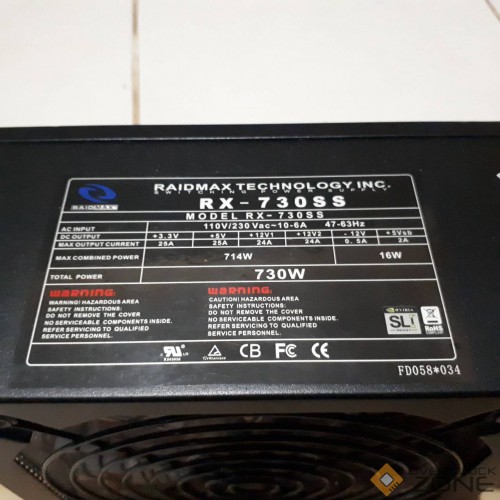 RAIDMAX TECHNOLOGY INC.
SWITCHING POWER SUPPLY
RAIDMAX
RX-730SS
MODEL RX-730SS
AC INPUT 110V/230Vac~10-6A 47-63Hz
DC OUTPUT +3.3V +5V +12V1 +12V2 -12V +5Vsb
MAX OUTPUT CURRENT 25A 25A 24A 24A 0.5A 2A
MAX COMBINED POWER 714W 16W
TOTAL POWER 730W
WARNING:
WARNING! HAZARDOUS AREA
SAFETY INSTRUCTIONS:
DO NOT REMOVE THE COVER
NO SERVICEABLE COMPONENTS INSIDE.
REFER SERVICING TO QUALIFIED
SERVICE PERSONNEL.
WARNING:
CAUTION! HAZARDOUS AREA
SAFETY INSTRUCTIONS:
DO NOT REMOVE THE COVER
NO SERVICEABLE COMPONENTS INSIDE.
REFER SERVICING TO QUALIFIED
SERVICE PERSONNEL.
NVIDIA
SLI
RoHS
c UL us
CB FC CE
FD058*034
ZONE